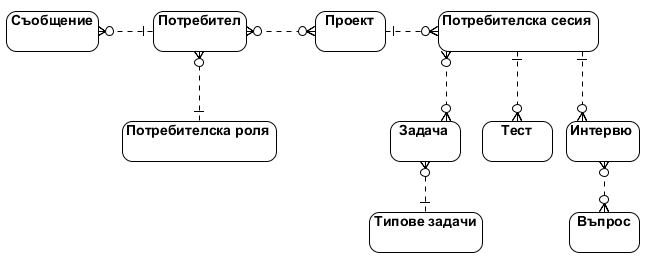 Съобщение
Потребител
Проект
Потребителска сесия
Потребителска роля
Задача
Тест
Интервю
Типове задачи
Въпрос